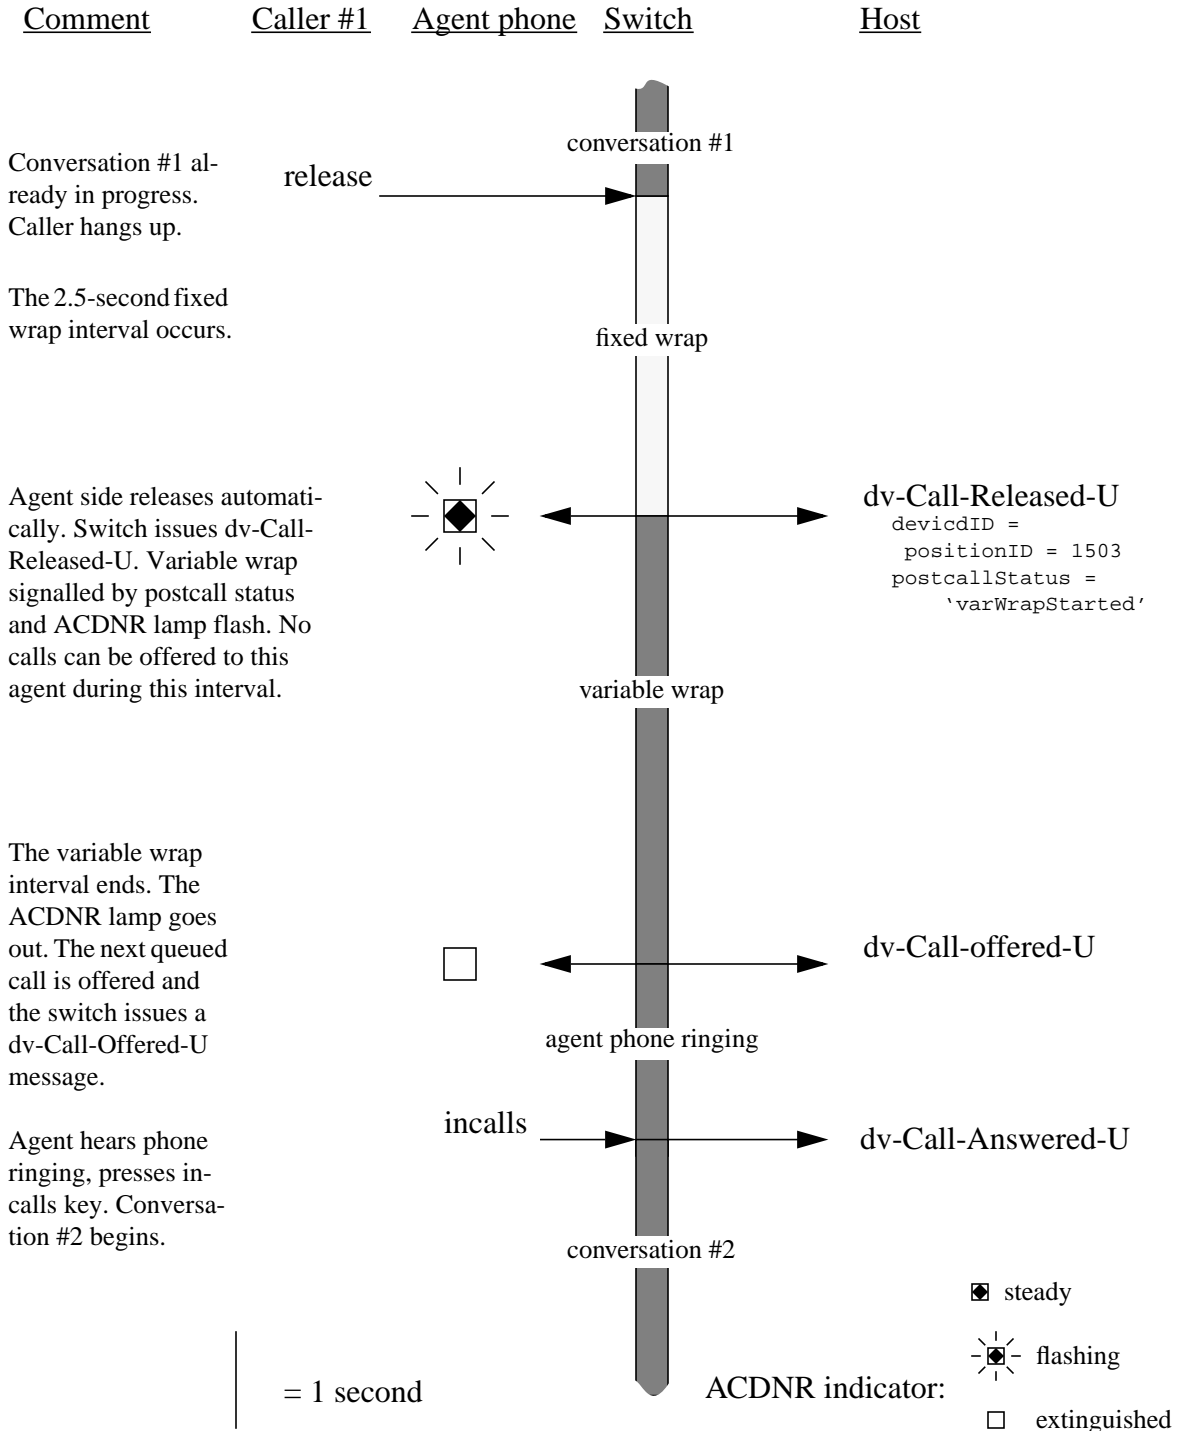 Comment Caller #1 Agent phone Switch Host
conversation #1
Conversation #1 al-
ready in progress.
Caller hangs up.
release
The 2.5-second fixed
wrap interval occurs.
fixed wrap
Agent side releases automati-
cally. Switch issues dv-Call-
Released-U. Variable wrap
signalled by postcall status
and ACDNR lamp flash. No
calls can be offered to this
agent during this interval.
dv-Call-Released-U
devicdID =
positionID = 1503
postcallStatus =
‘varWrapStarted’
variable wrap
The variable wrap
interval ends. The
ACDNR lamp goes
out. The next queued
call is offered and
the switch issues a
dv-Call-Offered-U
message.
dv-Call-offered-U
agent phone ringing
incalls
dv-Call-Answered-U
Agent hears phone
ringing, presses in-
calls key. Conversa-
tion #2 begins.
conversation #2
= 1 second
ACDNR indicator:
steady
flashing
extinguished